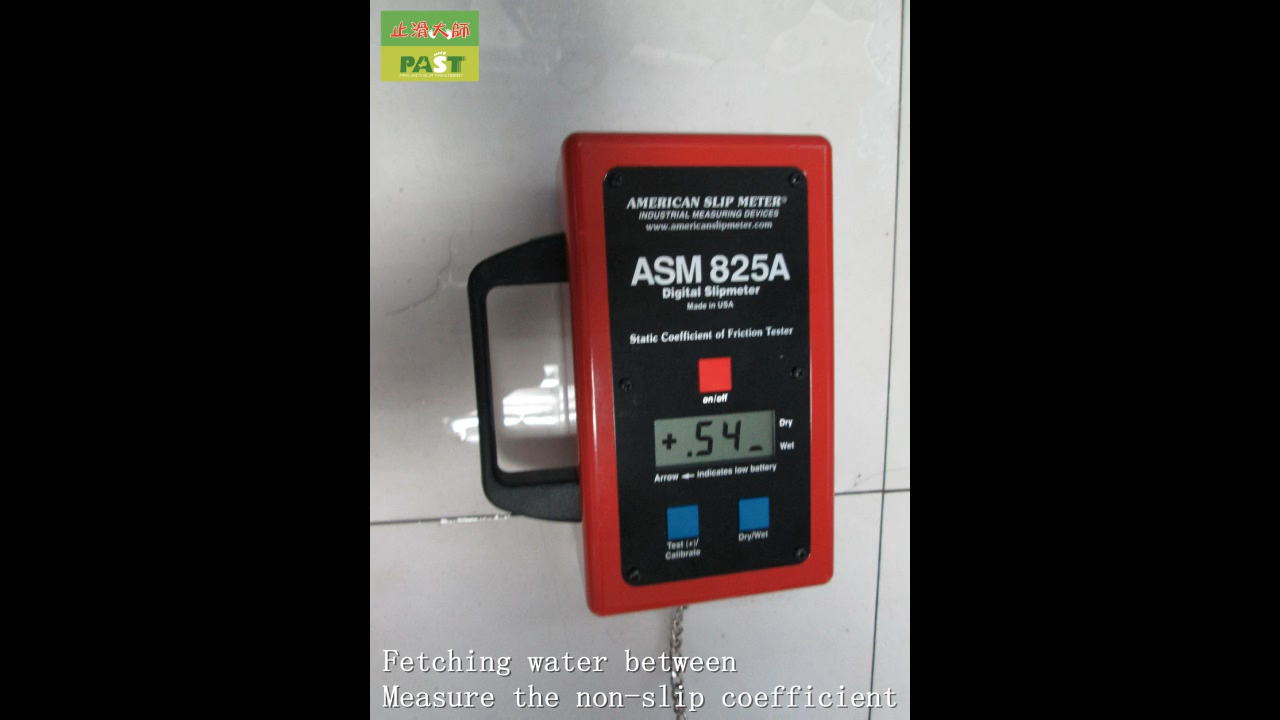 止滑大師
PAST
AMERICAN SLIP METER®
INDUSTRIAL MEASURING DEVICES
www.americanslipmeter.com
ASM 825A
Digital Slipmeter
Made in USA
Static Coefficient of Friction Tester
on/off
+.54_
Dry
Wet
Arrow ← indicates low battery
Test (+)/
Calibrate
Dry/Wet
Fetching water between
Measure the non-slip coefficient